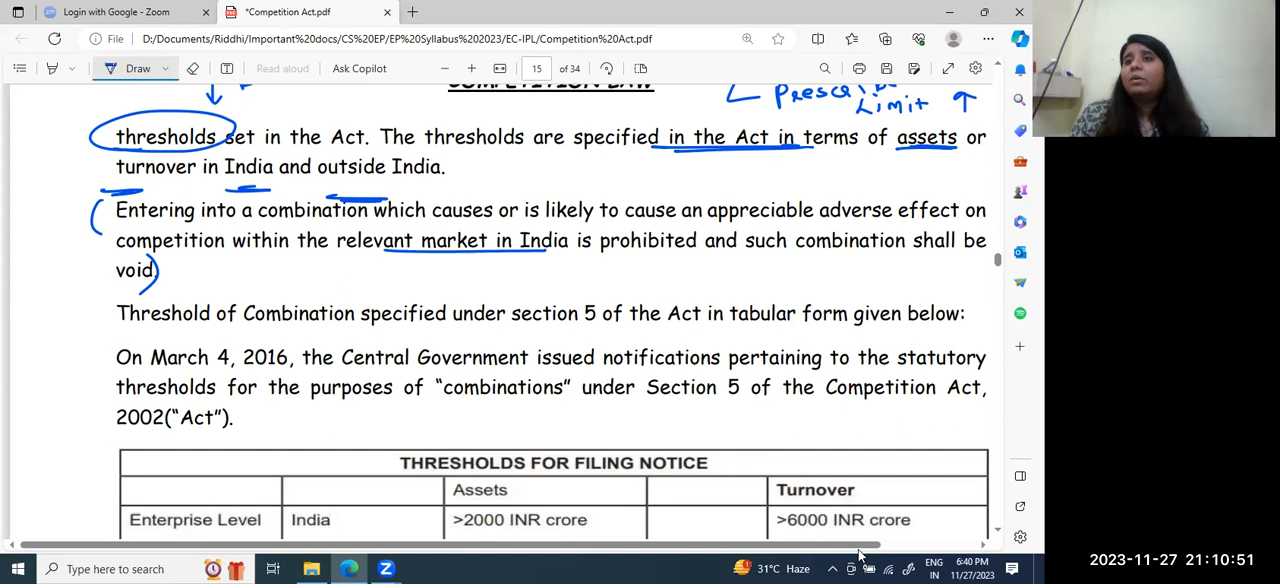 Login with Google - Zoom
*Competition Act.pdf
File
D:/Documents/Riddhi/Important%20docs/CS%20EP/EP%20Syllabus%202023/EC-IPL/Competition%20Act.pdf
Draw
Read aloud
Ask Copilot
15 of 34
COMPETITION LAW
Limit
thresholds set in the Act. The thresholds are specified in the Act in terms of assets or
turnover in India and outside India.
Entering into a combination which causes or is likely to cause an appreciable adverse effect on
competition within the relevant market in India is prohibited and such combination shall be
void.
Threshold of Combination specified under section 5 of the Act in tabular form given below:
On March 4, 2016, the Central Government issued notifications pertaining to the statutory
thresholds for the purposes of “combinations” under Section 5 of the Competition Act,
2002(“Act”).
THRESHOLDS FOR FILING NOTICE
Assets Turnover
Enterprise Level India >2000 INR crore >6000 INR crore
Type here to search
31°C Haze
ENG
IN
6:40 PM
11/27/2023
2023-11-27 21:10:51